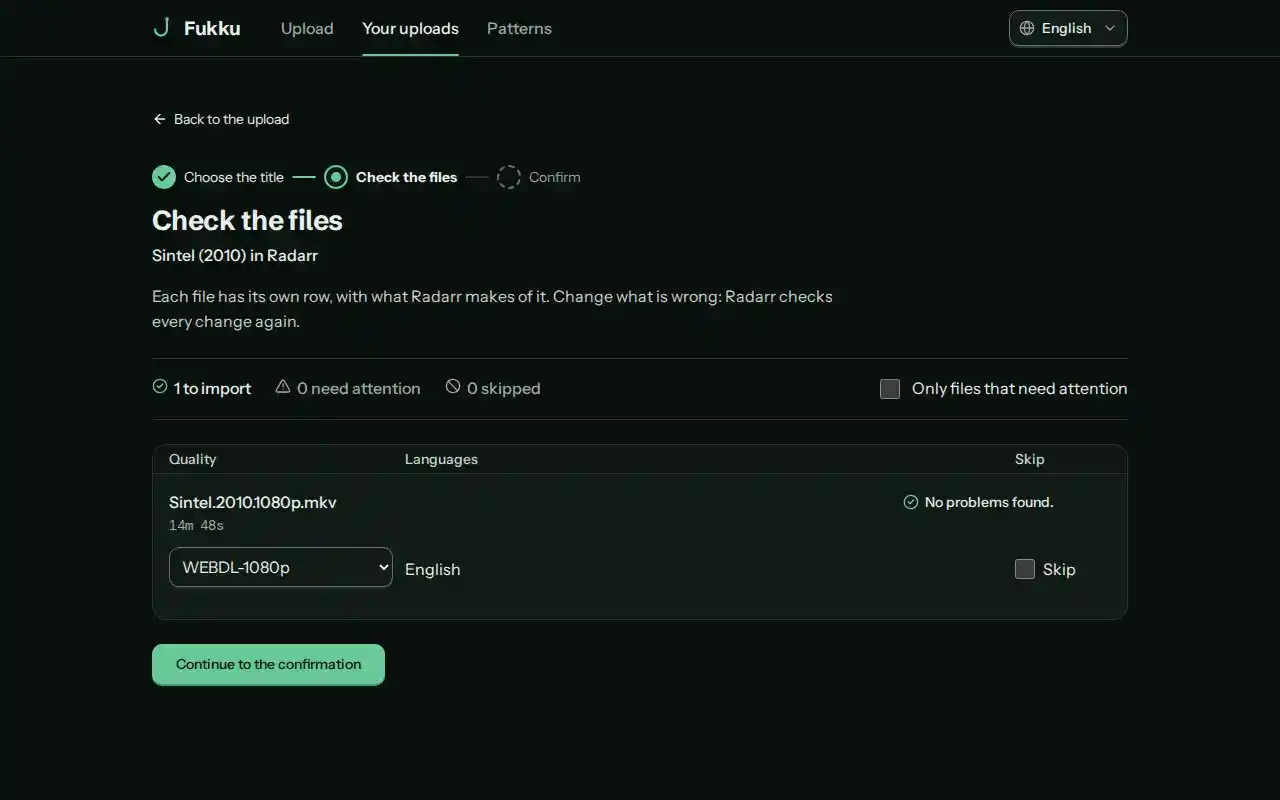 Fukku Upload Your uploads Patterns English
Back to the upload
Choose the title Check the files Confirm
Check the files
Sintel (2010) in Radarr
Each file has its own row, with what Radarr makes of it. Change what is wrong: Radarr checks
every change again.
1 to import 0 need attention 0 skipped Only files that need attention
Quality Languages Skip
Sintel.2010.1080p.mkv No problems found.
14m 48s
WEBDL-1080p English Skip
Continue to the confirmation